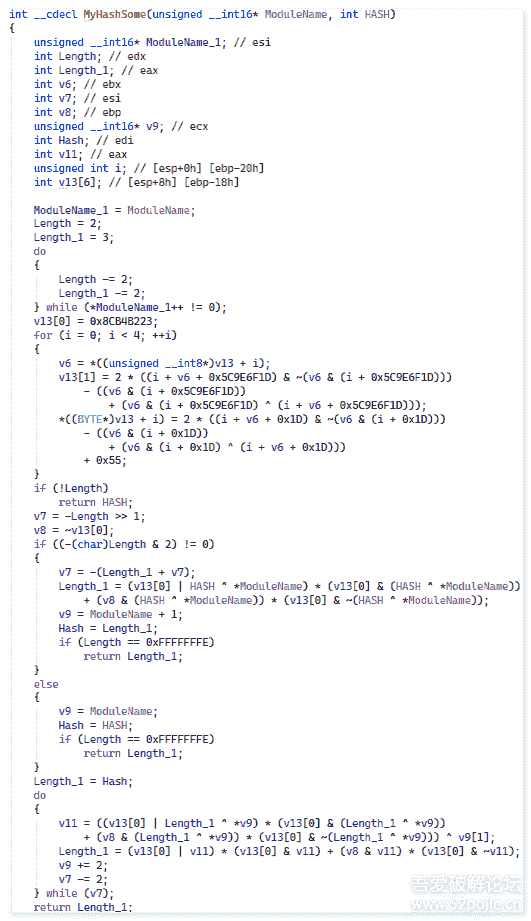 int __cdecl MyHashSome(unsigned __int16* ModuleName, int HASH)
{
    unsigned __int16* ModuleName_1; // esi
    int Length; // edx
    int Length_1; // eax
    int v6; // ebx
    int v7; // esi
    int v8; // ebp
    unsigned __int16* v9; // ecx
    int Hash; // edi
    int v11; // eax
    unsigned int i; // [esp+0h] [ebp-20h]
    int v13[6]; // [esp+8h] [ebp-18h]

    ModuleName_1 = ModuleName;
    Length = 2;
    Length_1 = 3;
    do
    {
        Length -= 2;
        Length_1 -= 2;
    } while (*ModuleName_1++ != 0);
    v13[0] = 0x8CB4B223;
    for (i = 0; i < 4; ++i)
    {
        v6 = *((unsigned __int8*)v13 + i);
        v13[1] = 2 * ((i + v6 + 0x5C9E6F1D) & ~(v6 & (i + 0x5C9E6F1D)))
            - ((v6 & (i + 0x5C9E6F1D))
                + (v6 & (i + 0x5C9E6F1D) ^ (i + v6 + 0x5C9E6F1D)));
        *((BYTE*)v13 + i) = 2 * ((i + v6 + 0x1D) & ~(v6 & (i + 0x1D)))
            - ((v6 & (i + 0x1D))
                + (v6 & (i + 0x1D) ^ (i + v6 + 0x1D)))
            + 0x55;
    }
    if (!Length)
        return HASH;
    v7 = -Length >> 1;
    v8 = ~v13[0];
    if ((-(char)Length & 2) != 0)
    {
        v7 = -(Length_1 + v7);
        Length_1 = (v13[0] | HASH ^ *ModuleName) * (v13[0] & (HASH ^ *ModuleName))
            + (v8 & (HASH ^ *ModuleName)) * (v13[0] & ~(HASH ^ *ModuleName));
        v9 = ModuleName + 1;
        Hash = Length_1;
        if (Length == 0xFFFFFFFE)
            return Length_1;
    }
    else
    {
        v9 = ModuleName;
        Hash = HASH;
        if (Length == 0xFFFFFFFE)
            return Length_1;
    }
    Length_1 = Hash;
    do
    {
        v11 = ((v13[0] | Length_1 ^ *v9) * (v13[0] & (Length_1 ^ *v9))
            + (v8 & (Length_1 ^ *v9)) * (v13[0] & ~(Length_1 ^ *v9))) ^ v9[1];
        Length_1 = (v13[0] | v11) * (v13[0] & v11) + (v8 & v11) * (v13[0] & ~v11);
        v9 += 2;
        v7 -= 2;
    } while (v7);
    return Length_1;
吾爱破解论坛
www.52pojie.cn